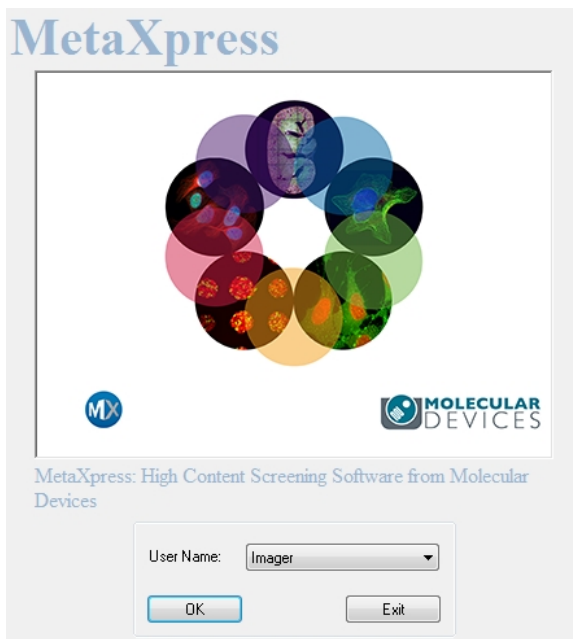 MetaXpress
MX
MOLECULAR
DEVICES
MetaXpress: High Content Screening Software from Molecular
Devices
User Name: Imager
OK Exit